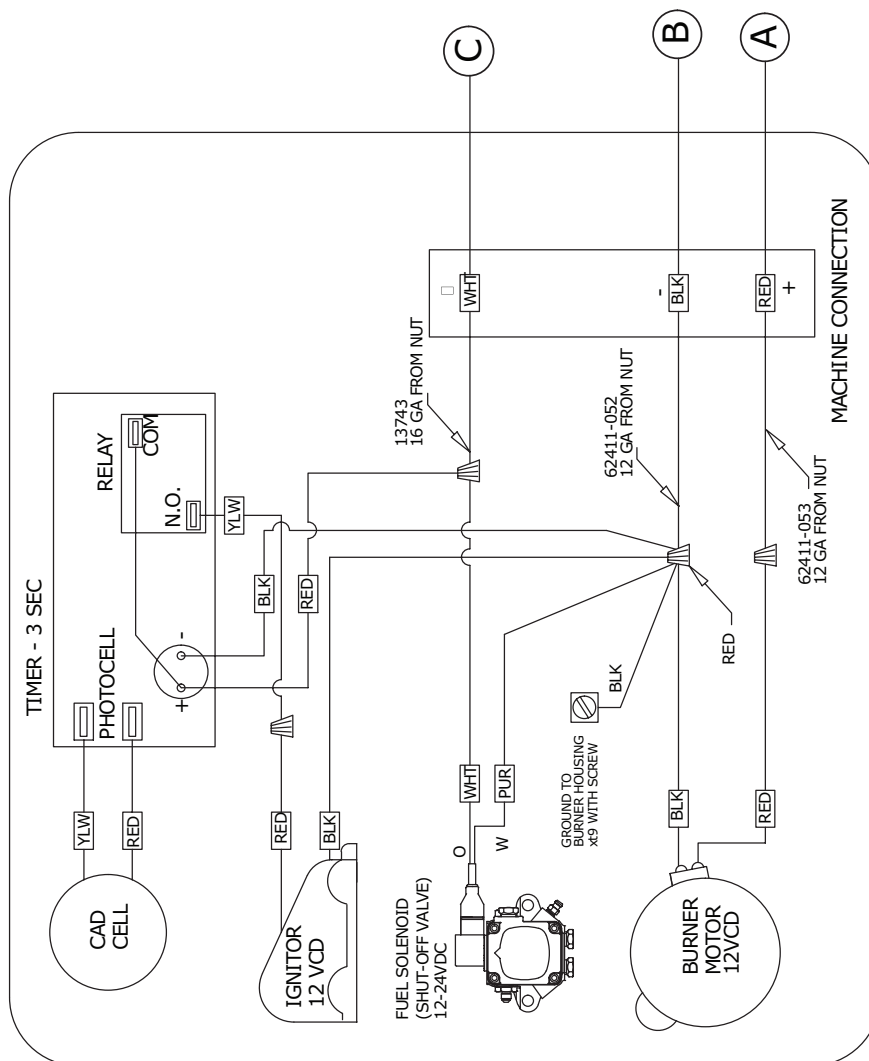 TIMER - 3 SEC
RELAY
COM
N.O.
PHOTOCELL
+
-
YLW
BLK
RED
YLW
RED
CAD
CELL
RED
BLK
IGNITOR
12 VCD
C
B
A
WHT
-
BLK
RED
+
MACHINE CONNECTION
13743
16 GA FROM NUT
62411-052
12 GA FROM NUT
62411-053
12 GA FROM NUT
RED
BLK
WHT
PUR
O
W
FUEL SOLENOID
(SHUT-OFF VALVE)
12-24VDC
GROUND TO
BURNER HOUSING
xt9 WITH SCREW
BLK
RED
BURNER
MOTOR
12VCD